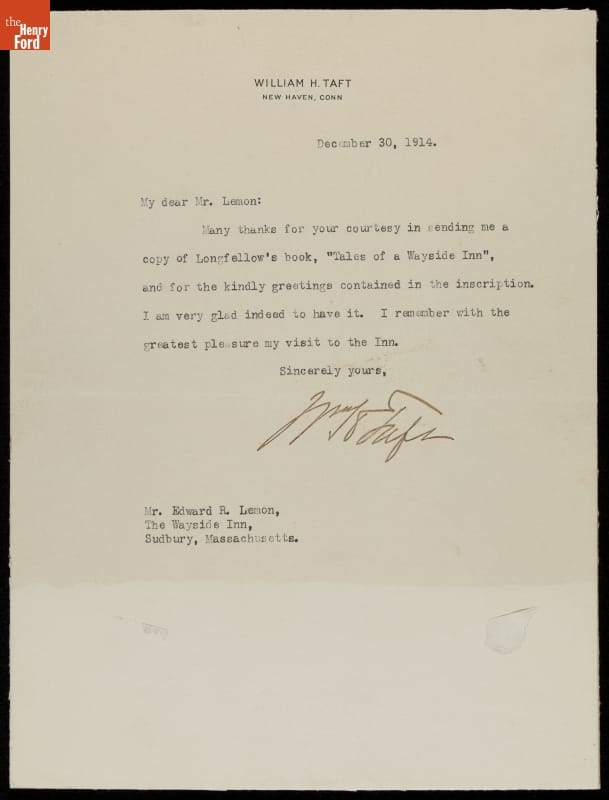 the
Henry
Ford
WILLIAM H. TAFT
NEW HAVEN, CONN
December 30, 1914.
My dear Mr. Lemon:
Many thanks for your courtesy in sending me a
copy of Longfellow's book, "Tales of a Wayside Inn",
and for the kindly greetings contained in the inscription.
I am very glad indeed to have it. I remember with the
greatest pleasure my visit to the Inn.
Sincerely yours,
Wm H Taft
Mr. Edward R. Lemon,
The Wayside Inn,
Sudbury, Massachusetts.